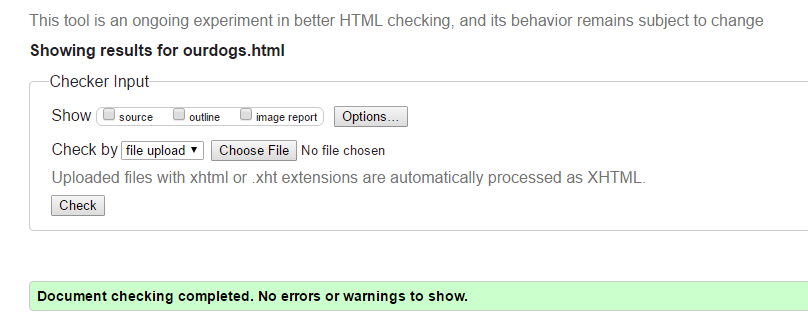 This tool is an ongoing experiment in better HTML checking, and its behavior remains subject to change
Showing results for ourdogs.html
Checker Input
Show source outline image report Options...
Check by file upload Choose File No file chosen
Uploaded files with xhtml or .xht extensions are automatically processed as XHTML.
Check
Document checking completed. No errors or warnings to show.